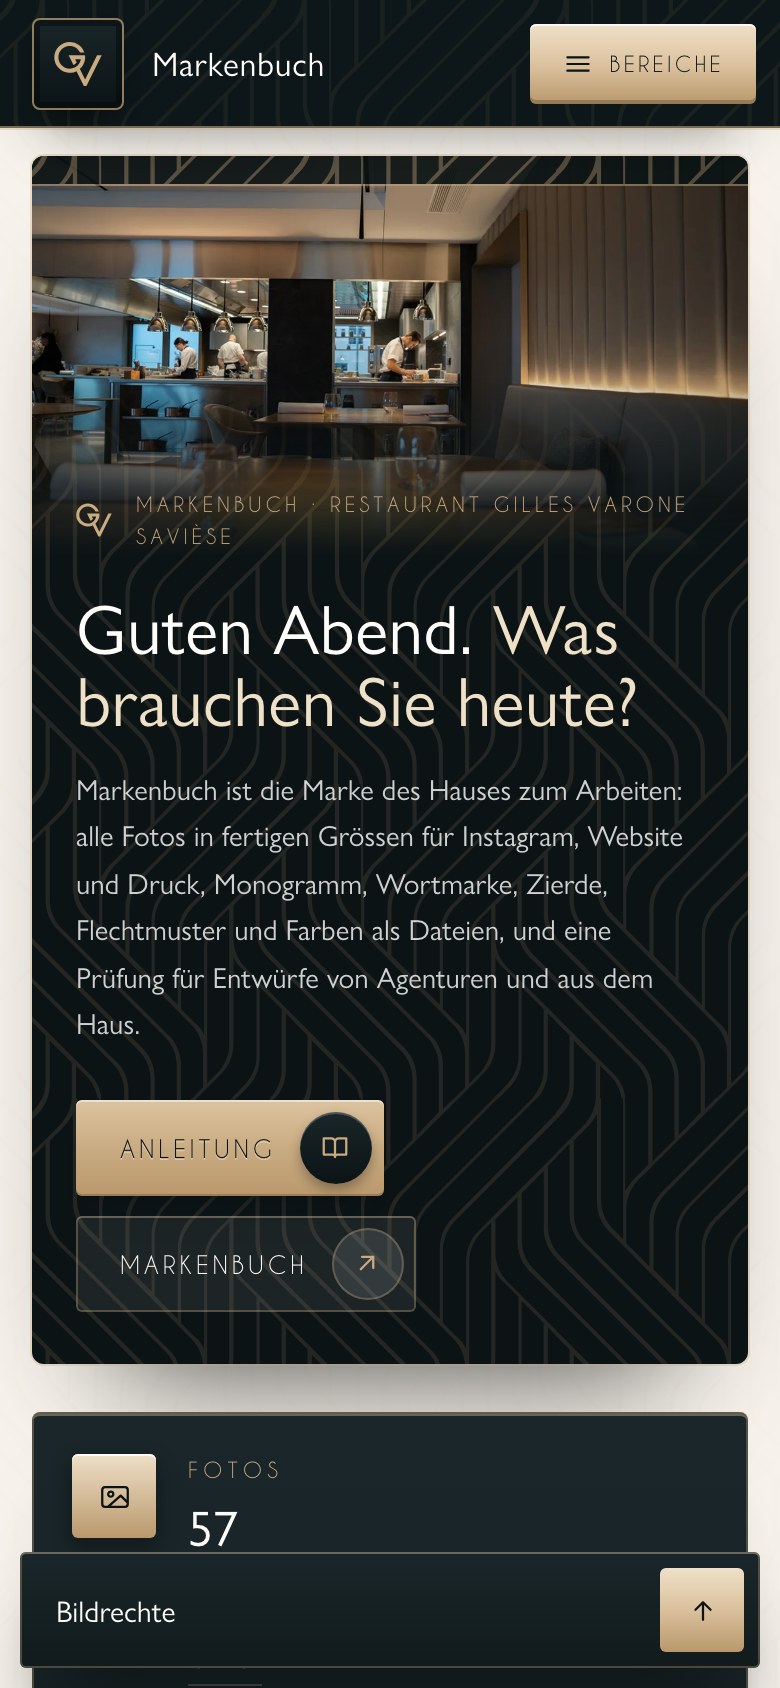 GV
Markenbuch
BEREICHE
GV
MARKENBUCH · RESTAURANT GILLES VARONE
SAVIÈSE
Guten Abend. Was
brauchen Sie heute?
Markenbuch ist die Marke des Hauses zum Arbeiten:
alle Fotos in fertigen Grössen für Instagram, Website
und Druck, Monogramm, Wortmarke, Zierde,
Flechtmuster und Farben als Dateien, und eine
Prüfung für Entwürfe von Agenturen und aus dem
Haus.
ANLEITUNG
MARKENBUCH
FOTOS
57
Bildrechte